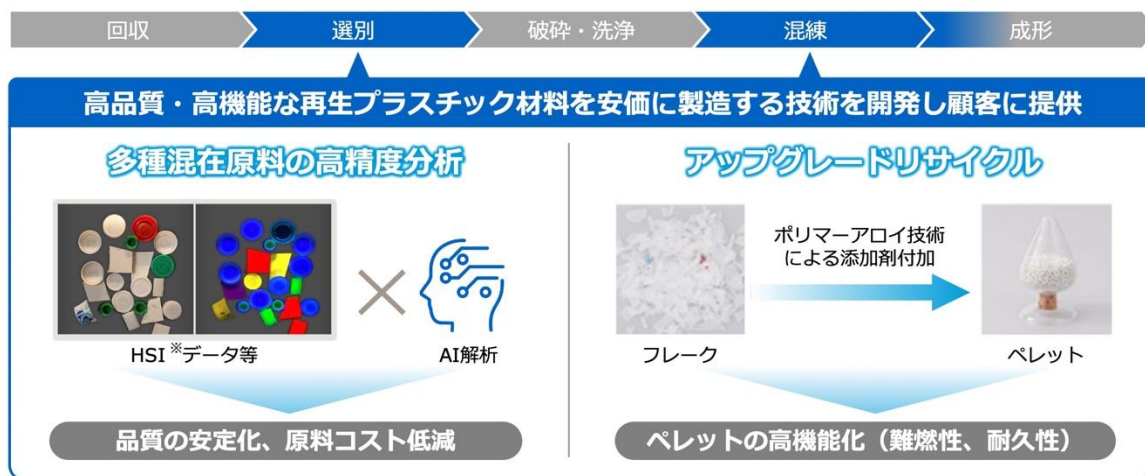 回収
選別
破砕・洗浄
混練
成形
高品質・高機能な再生プラスチック材料を安価に製造する技術を開発し顧客に提供
多種混在原料の高精度分析
HSI※データ等
AI解析
品質の安定化、原料コスト低減
アップグレードリサイクル
ポリマーアロイ技術
による添加剤付加
フレーク
ペレット
ペレットの高機能化（難燃性、耐久性）